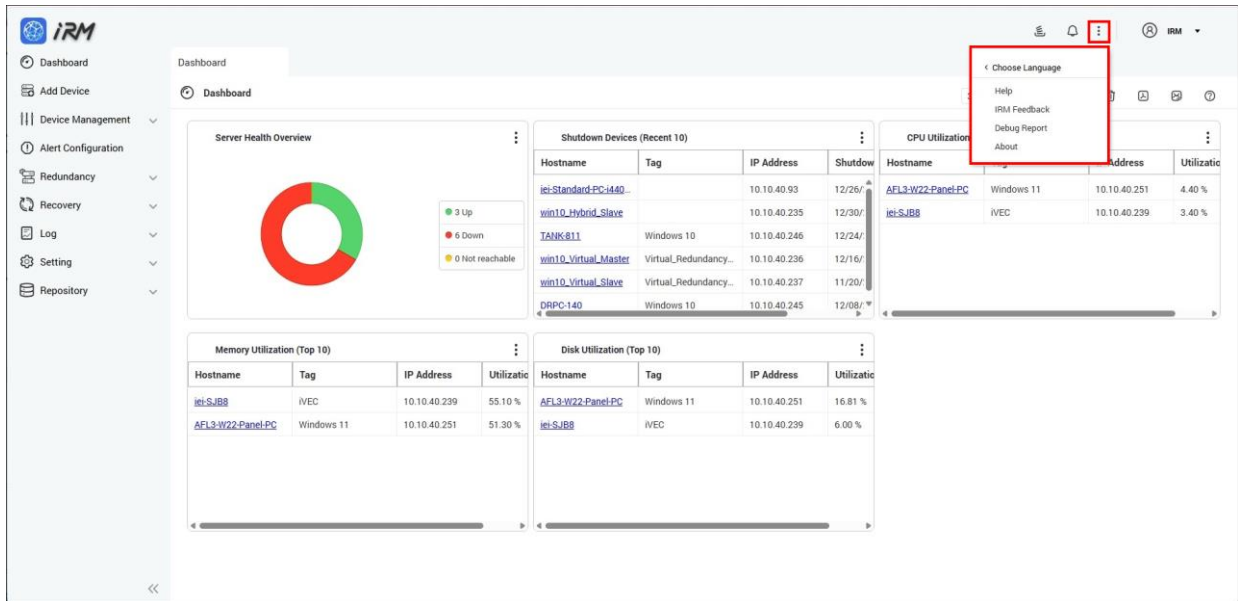 iRM
IRM
Dashboard
Add Device
Device Management
Alert Configuration
Redundancy
Recovery
Log
Setting
Repository
Dashboard
Dashboard
Choose Language
Help
IRM Feedback
Debug Report
About
Server Health Overview
3 Up
6 Down
0 Not reachable
Shutdown Devices (Recent 10)
Hostname Tag IP Address Shutdow
iei-Standard-PC-i440... 10.10.40.93 12/26/
win10_Hybrid_Slave 10.10.40.235 12/30/
TANK-811 Windows 10 10.10.40.246 12/24/
win10_Virtual_Master Virtual_Redundancy... 10.10.40.236 12/16/
win10_Virtual_Slave Virtual_Redundancy... 10.10.40.237 11/20/
DRPC-140 Windows 10 10.10.40.245 12/08/
CPU Utilization
Hostname Address Utilizatio
AFL3-W22-Panel-PC Windows 11 10.10.40.251 4.40 %
iei-SJB8 iVEC 10.10.40.239 3.40 %
Memory Utilization (Top 10)
Hostname Tag IP Address Utilizatio
iei-SJB8 iVEC 10.10.40.239 55.10 %
AFL3-W22-Panel-PC Windows 11 10.10.40.251 51.30 %
Disk Utilization (Top 10)
Hostname Tag IP Address Utilizatio
AFL3-W22-Panel-PC Windows 11 10.10.40.251 16.81 %
iei-SJB8 iVEC 10.10.40.239 6.00 %